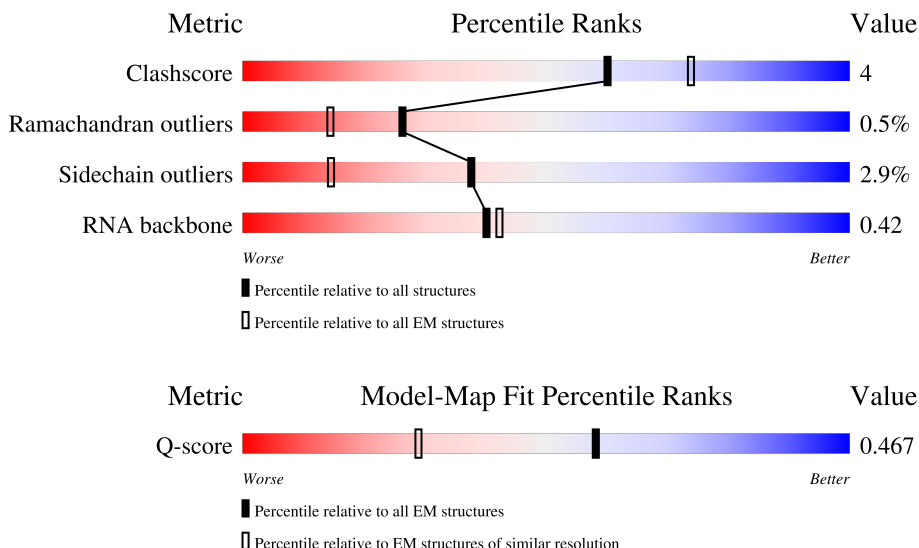 Metric Percentile Ranks Value
Clashscore 4
Ramachandran outliers 0.5%
Sidechain outliers 2.9%
RNA backbone 0.42
Worse Better
Percentile relative to all structures
Percentile relative to all EM structures
Metric Model-Map Fit Percentile Ranks Value
Q-score 0.467
Worse Better
Percentile relative to all EM structures
Percentile relative to EM structures of similar resolution